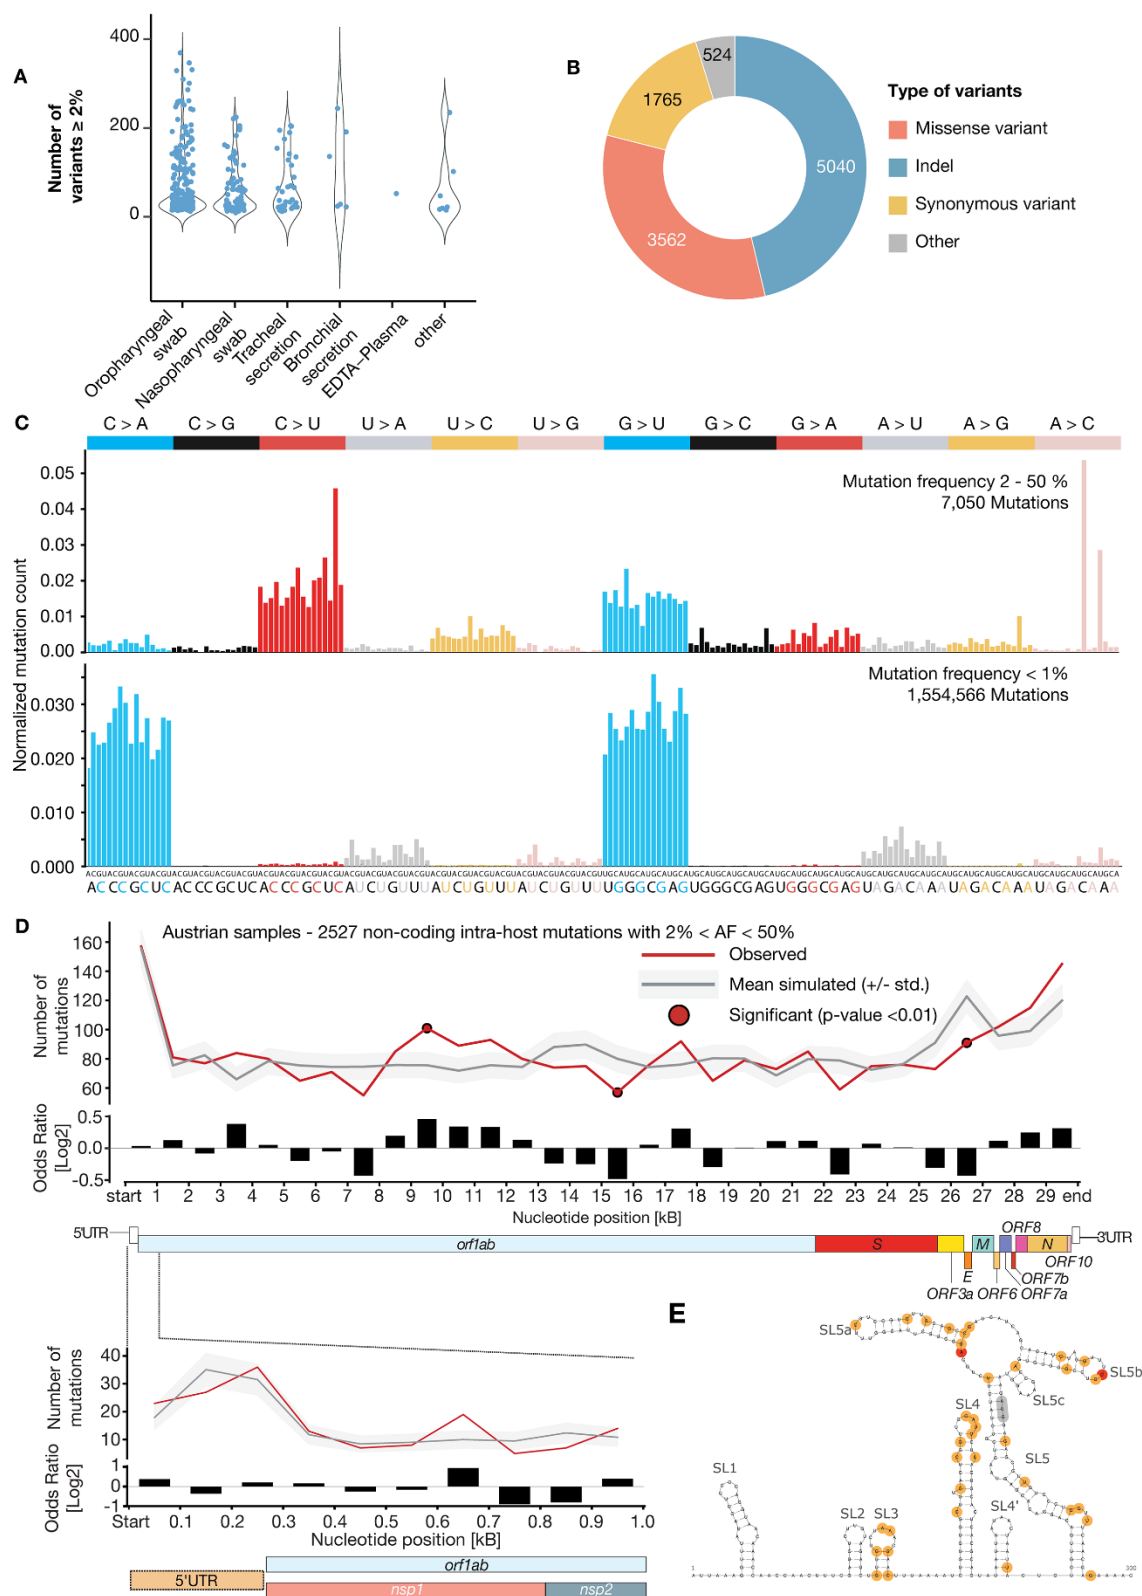 A
Number of
variants ≥ 2%
400
200
0
Oropharyngeal
swab
Nasopharyngeal
swab
Tracheal
secretion
Bronchial
secretion
EDTA–Plasma
other
B
524
1765
5040
3562
Type of variants
Missense variant
Indel
Synonymous variant
Other
C
C > A C > G C > U U > A U > C U > G G > U G > C G > A A > U A > G A > C
Normalized mutation count
0.05
0.04
0.03
0.02
0.01
0.00
Mutation frequency 2 - 50 %
7,050 Mutations
0.030
0.020
0.010
0.000
Mutation frequency < 1%
1,554,566 Mutations
ACCCGCUCACCCGCUCACCCGCUCAUCUGUUUAUCUGUUUAUCUGUUUUGGGCGAGUGGGCGAGUGGGCGAGUAGACAAAUAGACAAAUAGACAAA
D
Austrian samples - 2527 non-coding intra-host mutations with 2% < AF < 50%
Observed
Mean simulated (+/- std.)
Significant (p-value <0.01)
Number of
mutations
160
140
120
100
80
60
Odds Ratio
[Log2]
0.5
0.0
-0.5
start 1 2 3 4 5 6 7 8 9 10 11 12 13 14 15 16 17 18 19 20 21 22 23 24 25 26 27 28 29 end
Nucleotide position [kB]
5'UTR
orf1ab
S
M
N
ORF8
3'UTR
ORF10
E
ORF7b
ORF3a ORF6 ORF7a
Number of
mutations
40
30
20
10
Odds Ratio
[Log2]
1
0
-1
Start 0.1 0.2 0.3 0.4 0.5 0.6 0.7 0.8 0.9 1.0
Nucleotide position [kB]
orf1ab
5'UTR
nsp1
nsp2
E
SL5a
SL5b
SL5c
SL4
SL5
SL1
SL2 SL3
SL4'
1
300